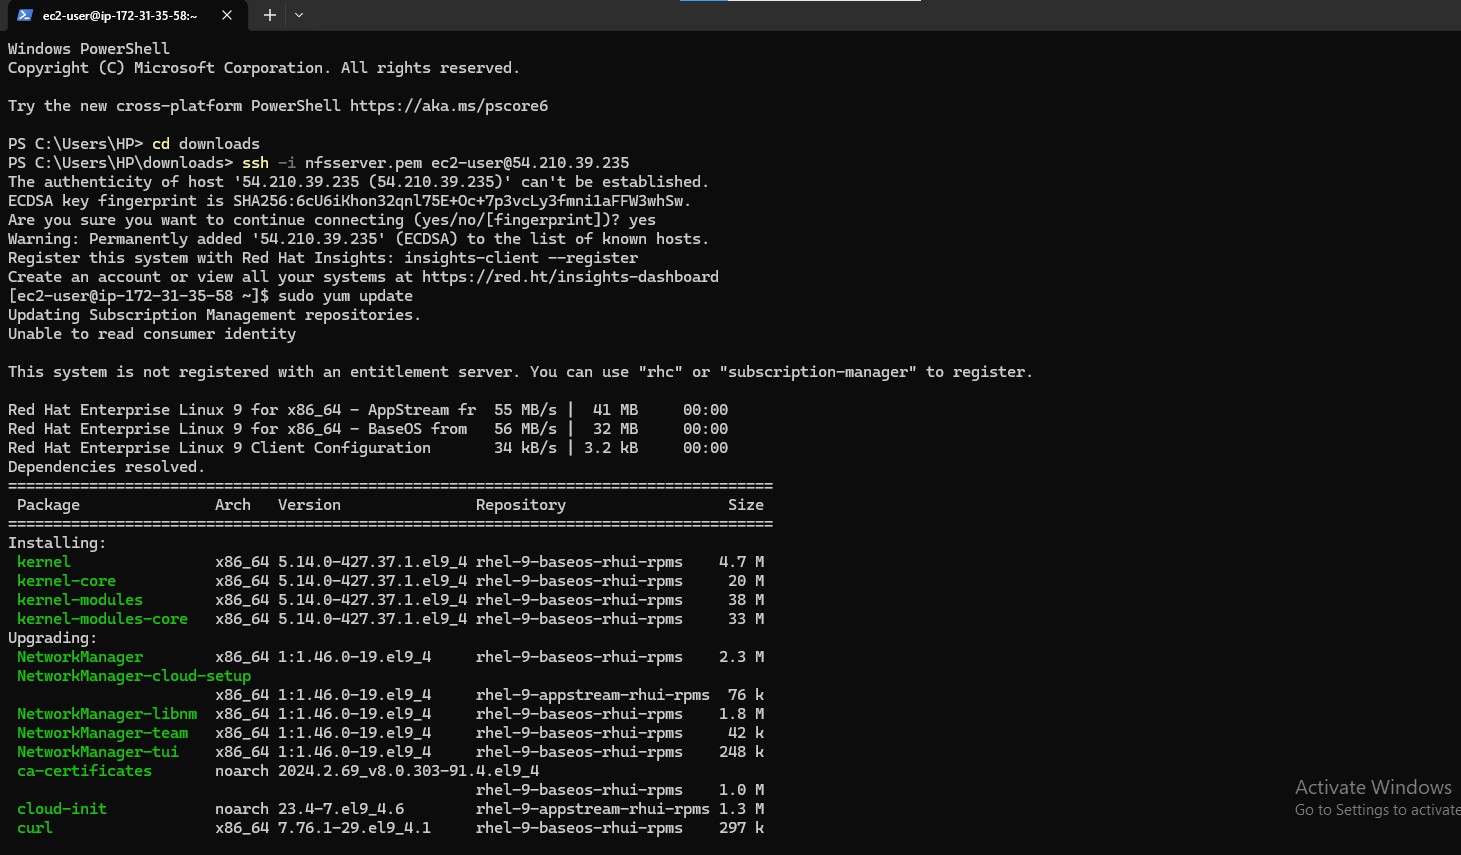 ec2-user@ip-172-31-35-58:~
Windows PowerShell
Copyright (C) Microsoft Corporation. All rights reserved.
Try the new cross-platform PowerShell https://aka.ms/pscore6
PS C:\Users\HP> cd downloads
PS C:\Users\HP\downloads> ssh -i nfsserver.pem ec2-user@54.210.39.235
The authenticity of host '54.210.39.235 (54.210.39.235)' can't be established.
ECDSA key fingerprint is SHA256:6cU6iKhon32qnl75E+Oc+7p3vcLy3fmni1aFFW3whSw.
Are you sure you want to continue connecting (yes/no/[fingerprint])? yes
Warning: Permanently added '54.210.39.235' (ECDSA) to the list of known hosts.
Register this system with Red Hat Insights: insights-client --register
Create an account or view all your systems at https://red.ht/insights-dashboard
[ec2-user@ip-172-31-35-58 ~]$ sudo yum update
Updating Subscription Management repositories.
Unable to read consumer identity
This system is not registered with an entitlement server. You can use "rhc" or "subscription-manager" to register.
Red Hat Enterprise Linux 9 for x86_64 - AppStream fr  55 MB/s |  41 MB     00:00
Red Hat Enterprise Linux 9 for x86_64 - BaseOS from   56 MB/s |  32 MB     00:00
Red Hat Enterprise Linux 9 Client Configuration       34 kB/s | 3.2 kB     00:00
Dependencies resolved.
=====================================================================================
Package               Arch   Version               Repository                  Size
=====================================================================================
Installing:
kernel                x86_64 5.14.0-427.37.1.el9_4 rhel-9-baseos-rhui-rpms    4.7 M
kernel-core           x86_64 5.14.0-427.37.1.el9_4 rhel-9-baseos-rhui-rpms     20 M
kernel-modules        x86_64 5.14.0-427.37.1.el9_4 rhel-9-baseos-rhui-rpms     38 M
kernel-modules-core   x86_64 5.14.0-427.37.1.el9_4 rhel-9-baseos-rhui-rpms     33 M
Upgrading:
NetworkManager        x86_64 1:1.46.0-19.el9_4     rhel-9-baseos-rhui-rpms    2.3 M
NetworkManager-cloud-setup
x86_64 1:1.46.0-19.el9_4     rhel-9-appstream-rhui-rpms  76 k
NetworkManager-libnm  x86_64 1:1.46.0-19.el9_4     rhel-9-baseos-rhui-rpms    1.8 M
NetworkManager-team   x86_64 1:1.46.0-19.el9_4     rhel-9-baseos-rhui-rpms     42 k
NetworkManager-tui    x86_64 1:1.46.0-19.el9_4     rhel-9-baseos-rhui-rpms    248 k
ca-certificates       noarch 2024.2.69_v8.0.303-91.4.el9_4
rhel-9-baseos-rhui-rpms    1.0 M
cloud-init            noarch 23.4-7.el9_4.6        rhel-9-appstream-rhui-rpms 1.3 M
curl                  x86_64 7.76.1-29.el9_4.1     rhel-9-baseos-rhui-rpms    297 k
Activate Windows
Go to Settings to activate